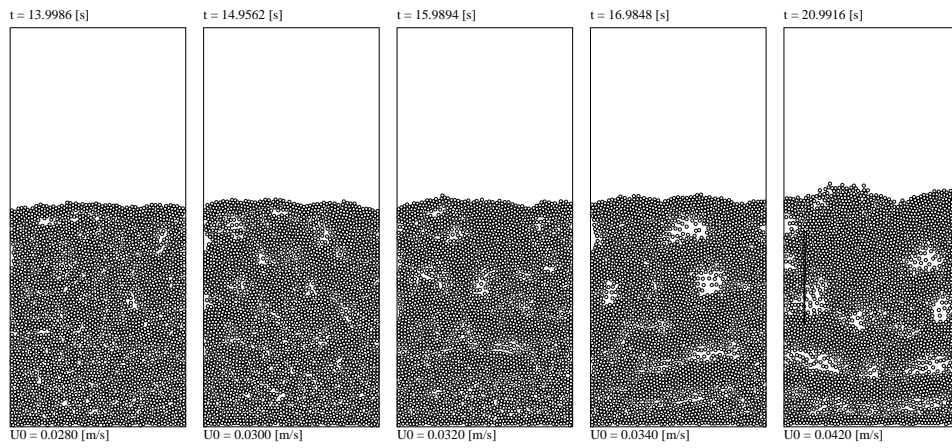 t = 13.9986 [s]
t = 14.9562 [s]
t = 15.9894 [s]
t = 16.9848 [s]
t = 20.9916 [s]
U0 = 0.0280 [m/s]
U0 = 0.0300 [m/s]
U0 = 0.0320 [m/s]
U0 = 0.0340 [m/s]
U0 = 0.0420 [m/s]